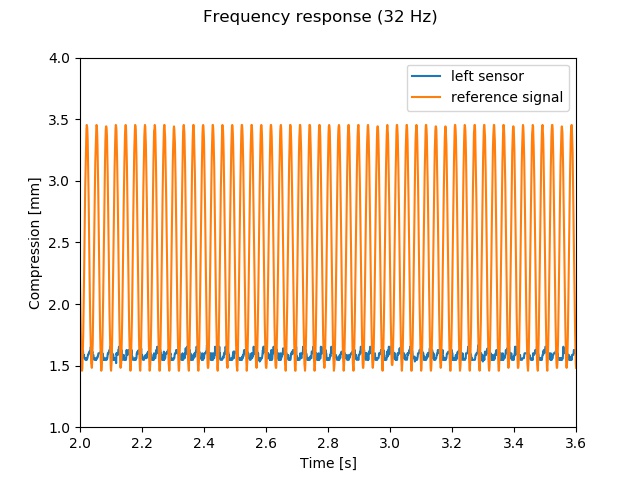 Frequency response (32 Hz)
left sensor
reference signal
4.0
3.5
3.0
2.5
2.0
1.5
1.0
Compression [mm]
2.0 2.2 2.4 2.6 2.8 3.0 3.2 3.4 3.6
Time [s]